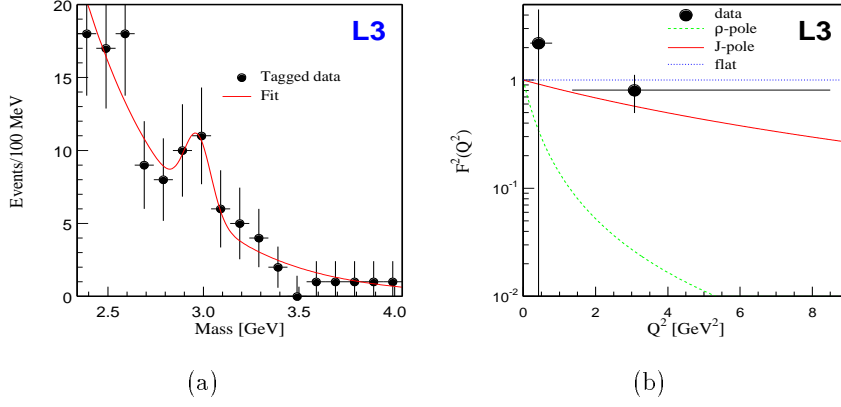 L3
20
15
10
5
0
Events/100 MeV
Tagged data
Fit
2.5 3.0 3.5 4.0
Mass [GeV]
(a)
data
ρ-pole
J-pole
flat
L3
1
10⁻¹
10⁻²
F²(Q²)
0 2 4 6 8
Q² [GeV²]
(b)